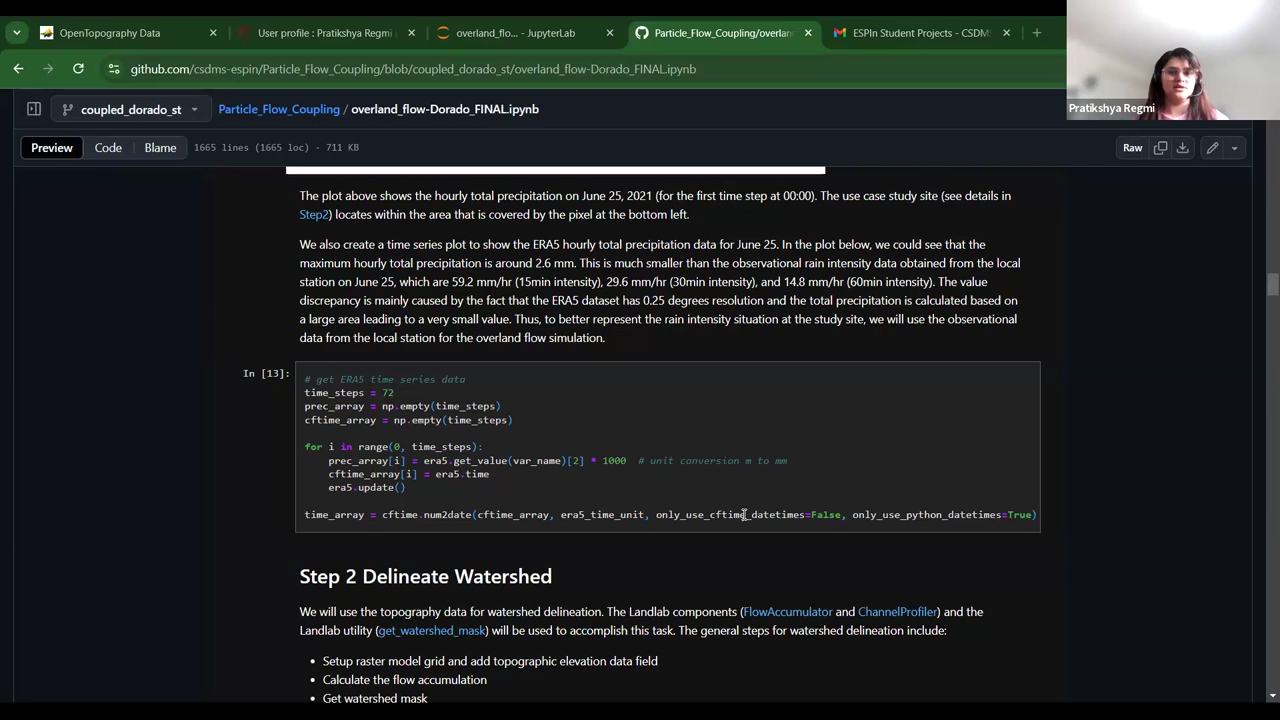 OpenTopography Data
User profile : Pratikshya Regmi
overland_flo... - JupyterLab
Particle_Flow_Coupling/overlan
ESPIn Student Projects - CSDMS
github.com/csdms-espin/Particle_Flow_Coupling/blob/coupled_dorado_st/overland_flow-Dorado_FINAL.ipynb
Pratikshya Regmi
coupled_dorado_st
Particle_Flow_Coupling/overland_flow-Dorado_FINAL.ipynb
Preview Code Blame 1665 lines (1665 loc) · 711 KB Raw
The plot above shows the hourly total precipitation on June 25, 2021 (for the first time step at 00:00). The use case study site (see details in
Step2) locates within the area that is covered by the pixel at the bottom left.
We also create a time series plot to show the ERA5 hourly total precipitation data for June 25. In the plot below, we could see that the
maximum hourly total precipitation is around 2.6 mm. This is much smaller than the observational rain intensity data obtained from the local
station on June 25, which are 59.2 mm/hr (15min intensity), 29.6 mm/hr (30min intensity), and 14.8 mm/hr (60min intensity). The value
discrepancy is mainly caused by the fact that the ERA5 dataset has 0.25 degrees resolution and the total precipitation is calculated based on
a large area leading to a very small value. Thus, to better represent the rain intensity situation at the study site, we will use the observational
data from the local station for the overland flow simulation.
In [13]:
# get ERA5 time series data
time_steps = 72
prec_array = np.empty(time_steps)
cftime_array = np.empty(time_steps)
for i in range(0, time_steps):
prec_array[i] = era5.get_value(var_name)[2] * 1000 # unit conversion m to mm
cftime_array[i] = era5.time
era5.update()
time_array = cftime.num2date(cftime_array, era5_time_unit, only_use_cftime_datetimes=False, only_use_python_datetimes=True)
Step 2 Delineate Watershed
We will use the topography data for watershed delineation. The Landlab components (FlowAccumulator and ChannelProfiler) and the
Landlab utility (get_watershed_mask) will be used to accomplish this task. The general steps for watershed delineation include:
• Setup raster model grid and add topographic elevation data field
• Calculate the flow accumulation
• Get watershed mask